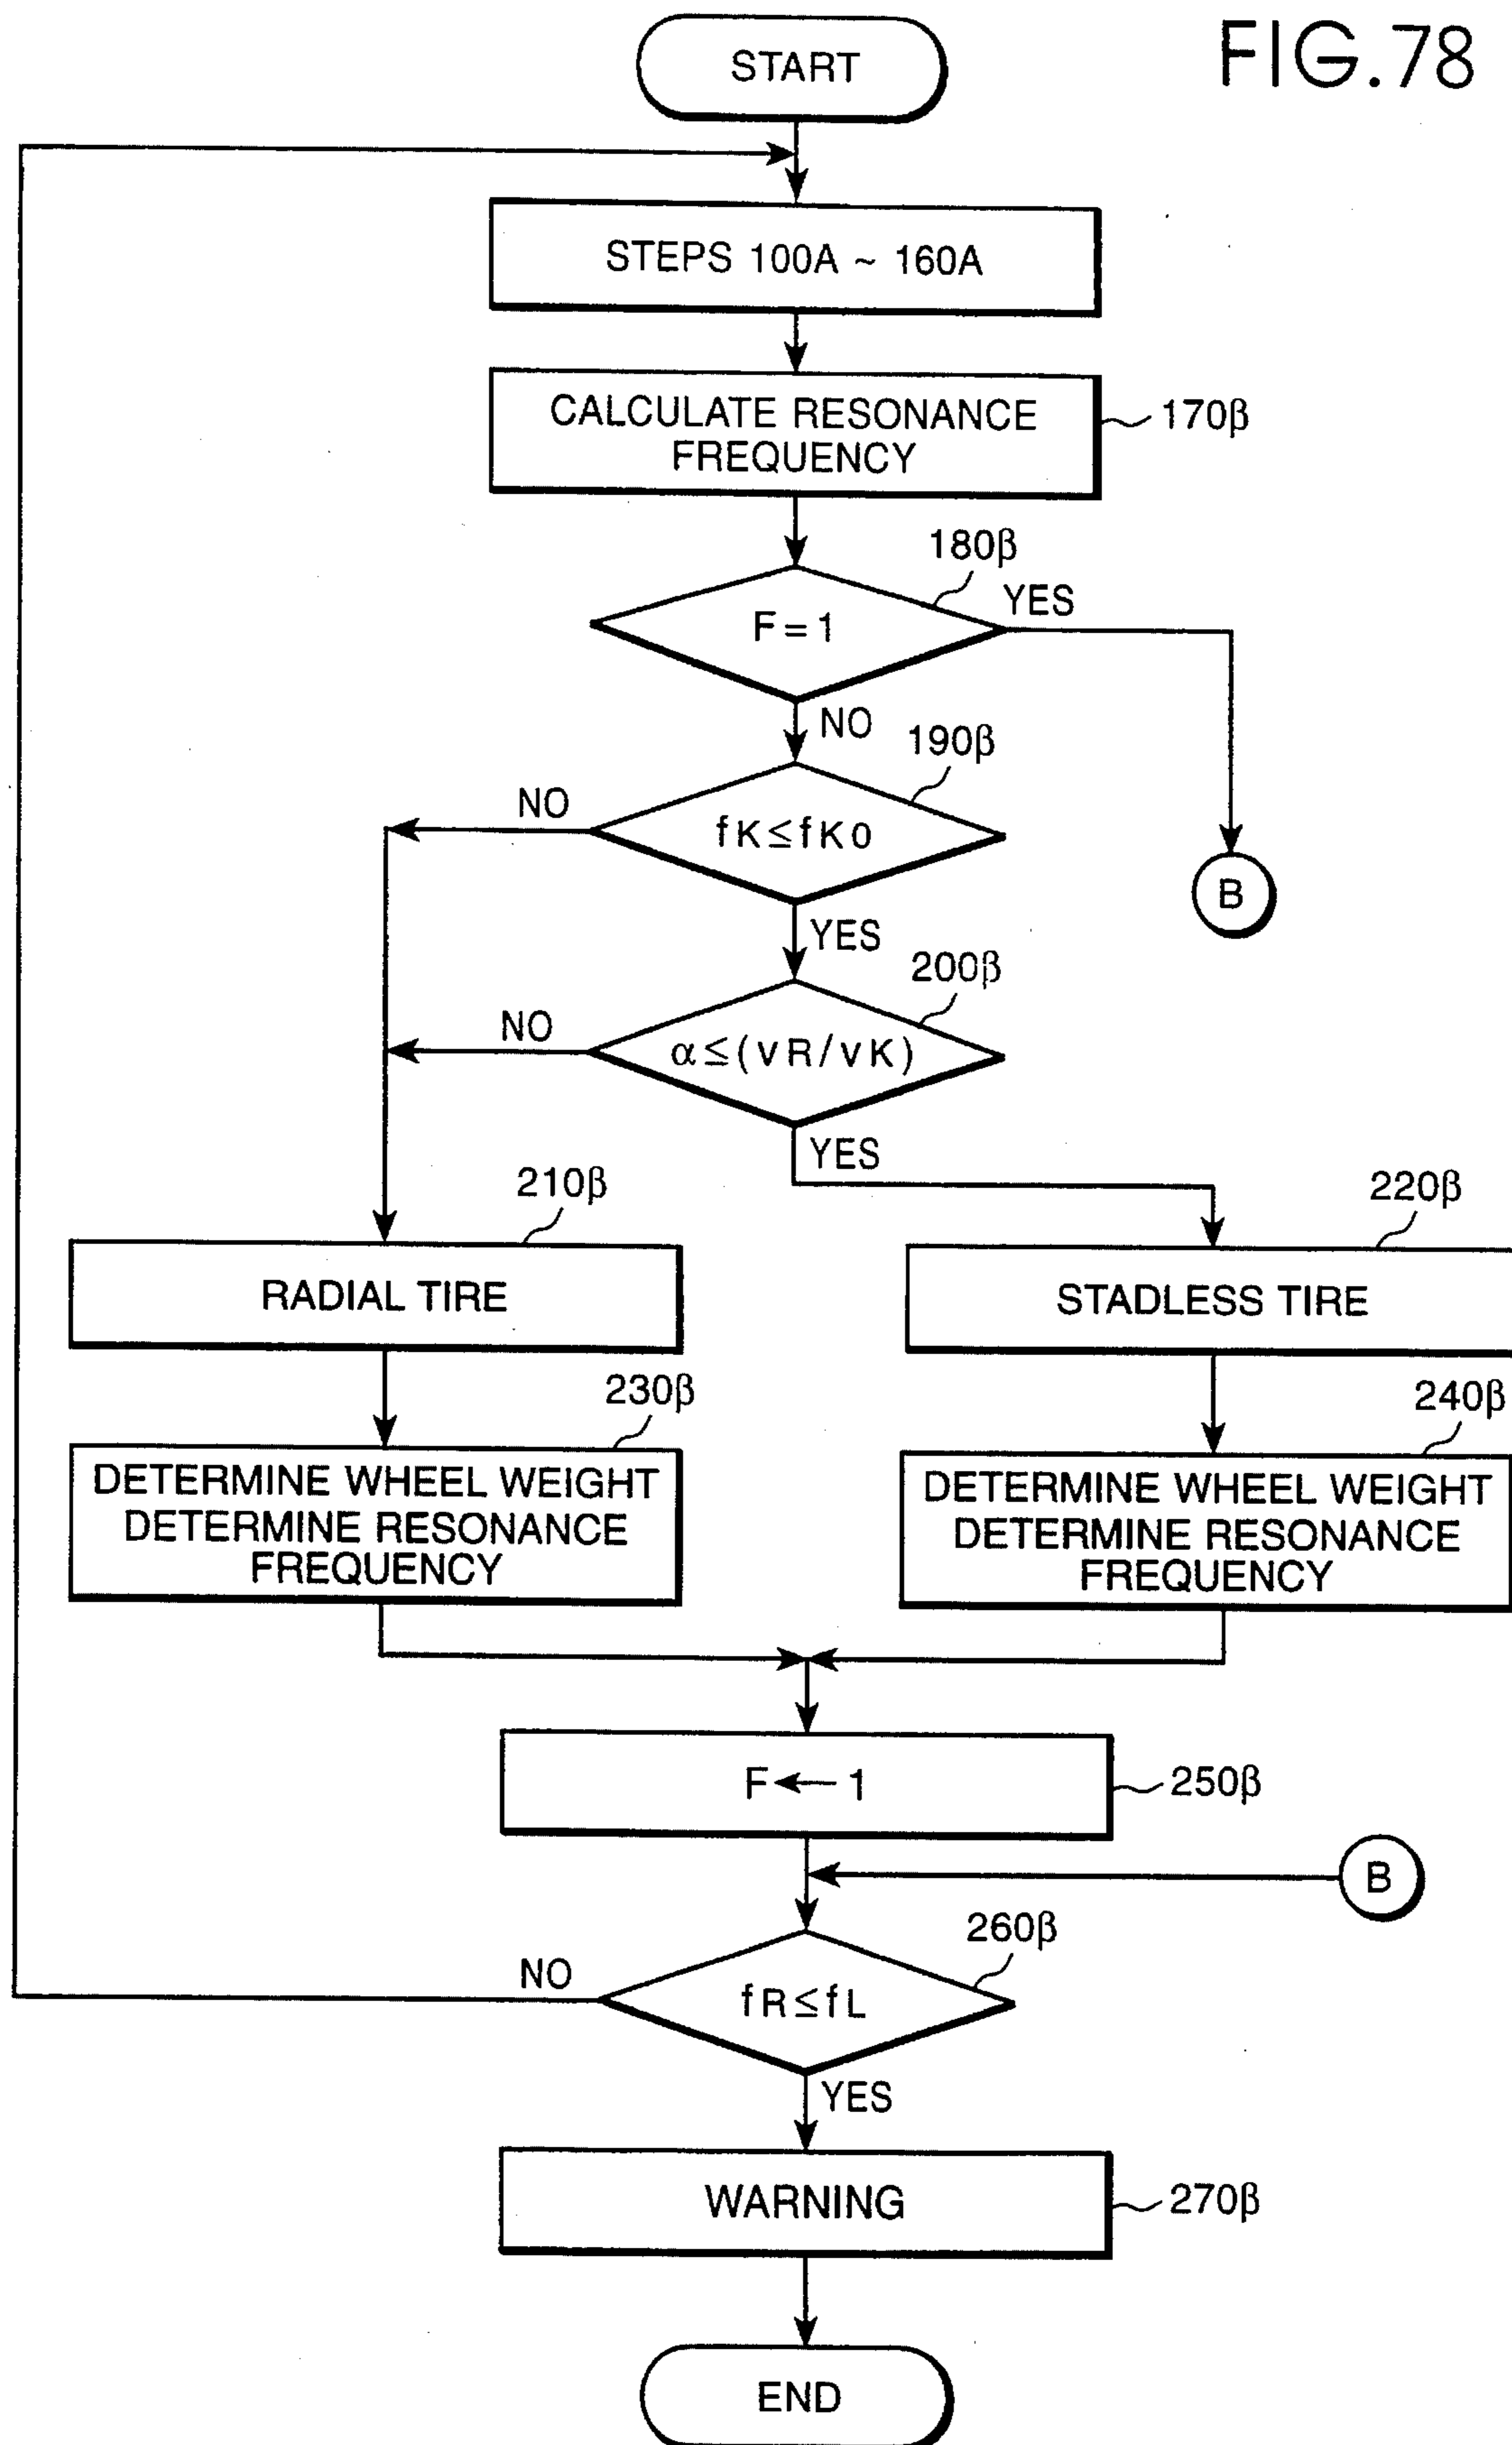 FIG.78
START
STEPS 100A ~ 160A
CALCULATE RESONANCE
FREQUENCY
170β
180β
F = 1
YES
NO
190β
NO
fK≤fK0
B
YES
200β
NO
α≤(vR/vK)
YES
210β
220β
RADIAL TIRE
STADLESS TIRE
230β
240β
DETERMINE WHEEL WEIGHT
DETERMINE RESONANCE
FREQUENCY
DETERMINE WHEEL WEIGHT
DETERMINE RESONANCE
FREQUENCY
F ← 1
250β
B
260β
NO
fR≤fL
YES
WARNING
270β
END